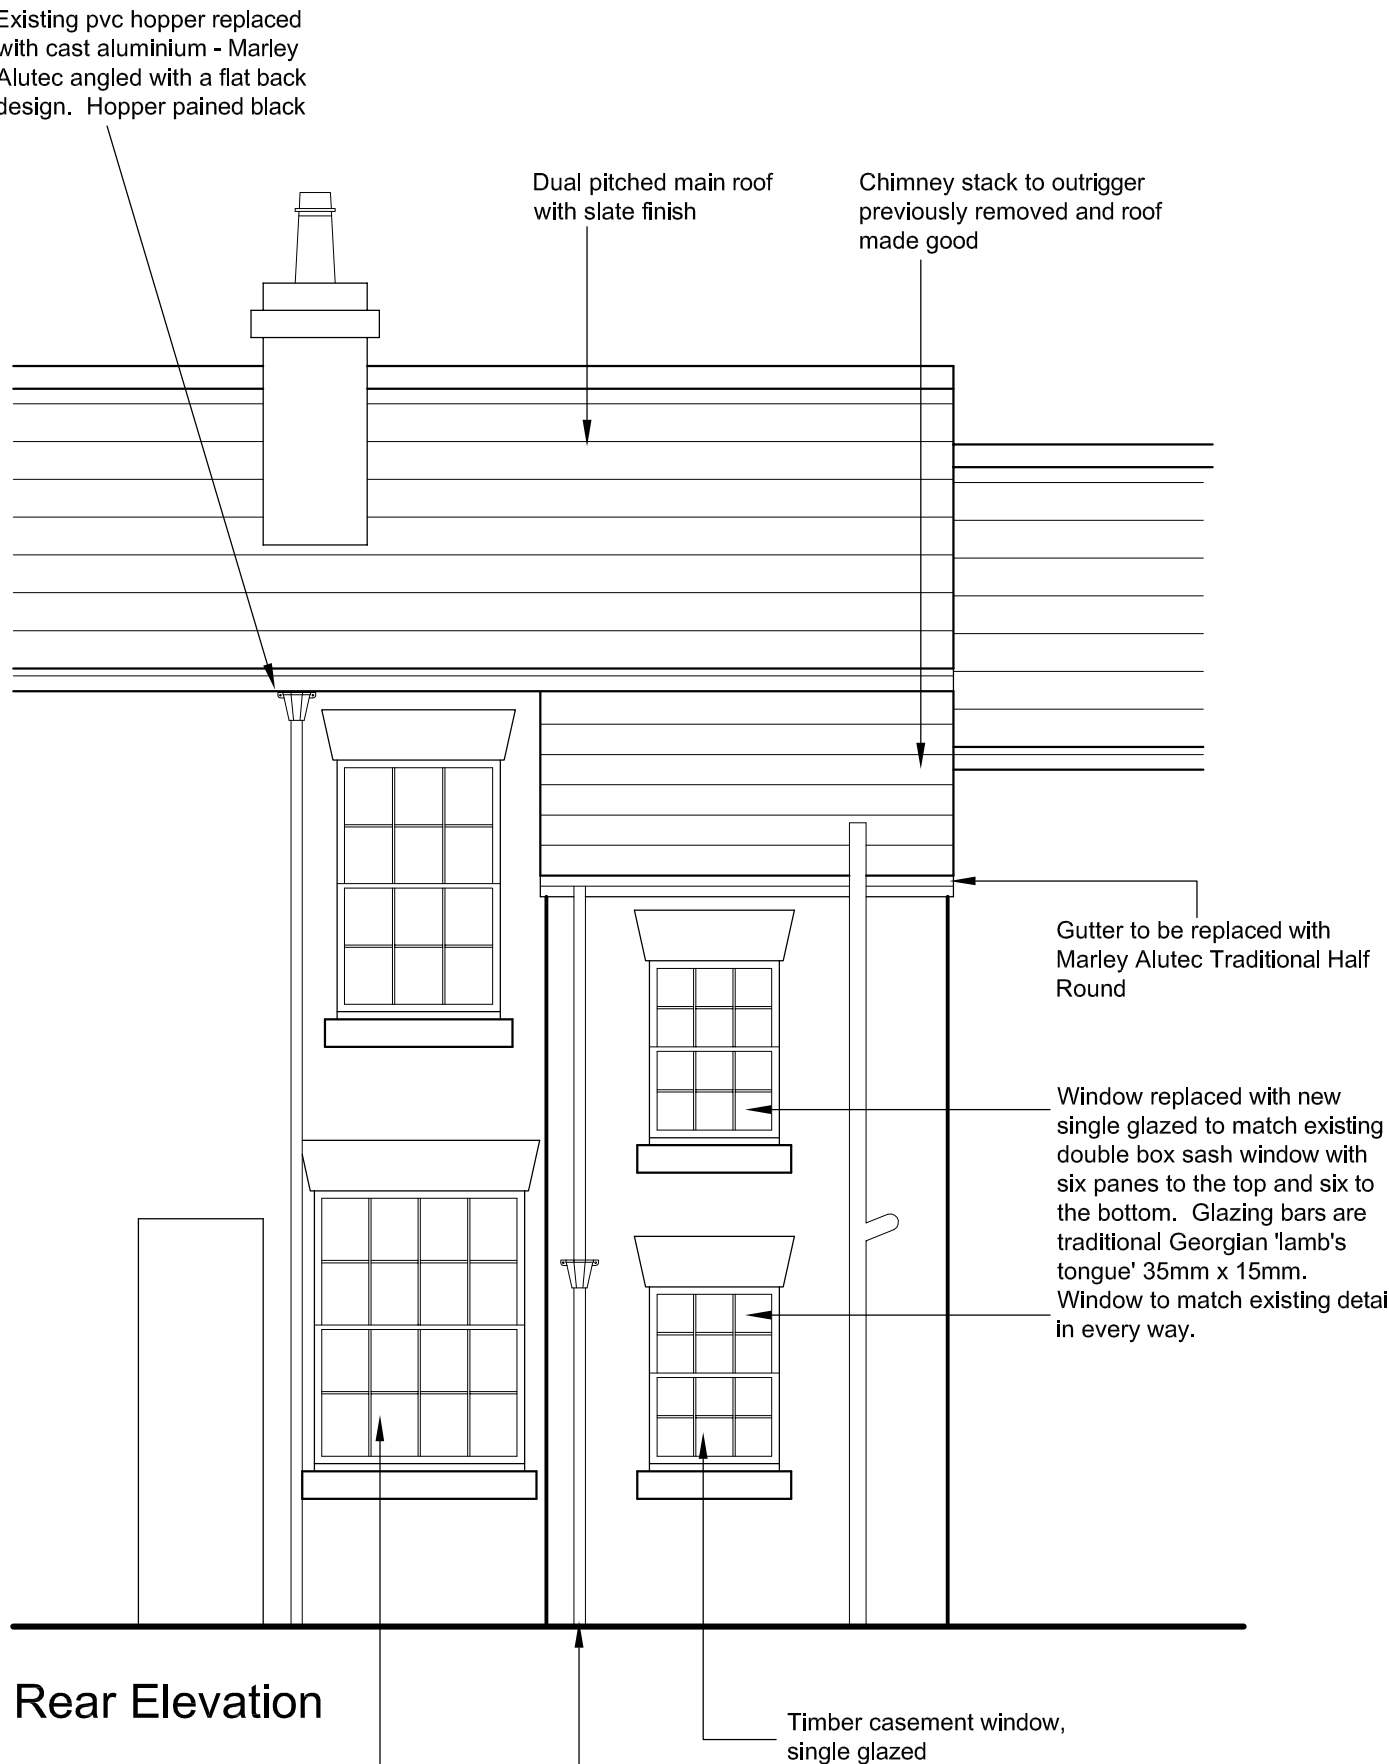 Existing pvc hopper replaced
with cast aluminium - Marley
Alutec angled with a flat back
design. Hopper pained black
Dual pitched main roof
with slate finish
Chimney stack to outrigger
previously removed and roof
made good
Gutter to be replaced with
Marley Alutec Traditional Half
Round
Window replaced with new
single glazed to match existing
double box sash window with
six panes to the top and six to
the bottom. Glazing bars are
traditional Georgian 'lamb's
tongue' 35mm x 15mm.
Window to match existing detai
in every way.
Rear Elevation
Timber casement window,
single glazed